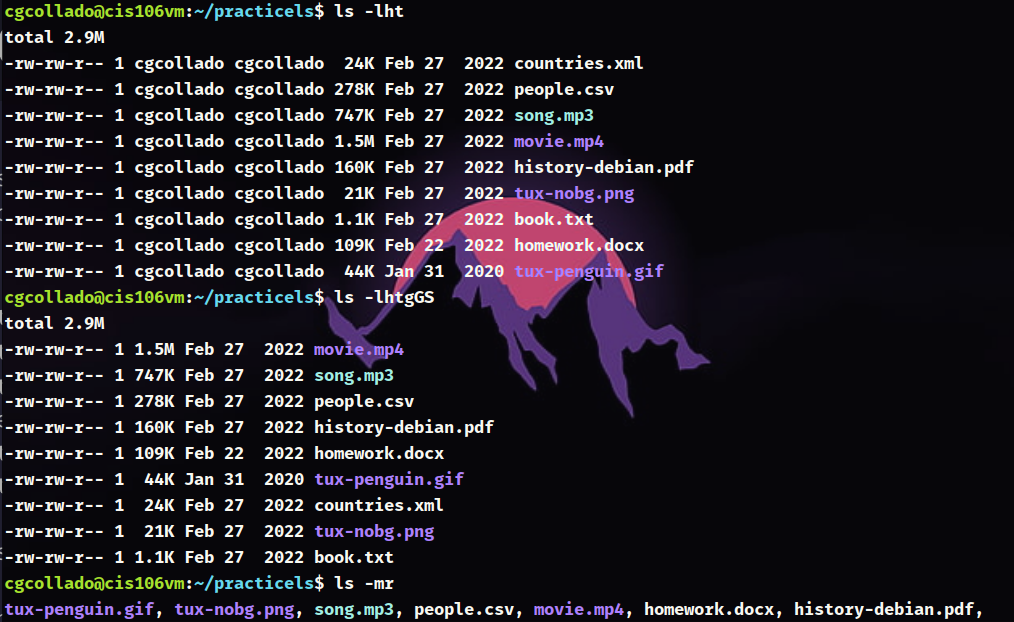 cgcollado@cis106vm:~/practicels$ ls -lht
total 2.9M
-rw-rw-r-- 1 cgcollado cgcollado  24K Feb 27  2022 countries.xml
-rw-rw-r-- 1 cgcollado cgcollado 278K Feb 27  2022 people.csv
-rw-rw-r-- 1 cgcollado cgcollado 747K Feb 27  2022 song.mp3
-rw-rw-r-- 1 cgcollado cgcollado 1.5M Feb 27  2022 movie.mp4
-rw-rw-r-- 1 cgcollado cgcollado 160K Feb 27  2022 history-debian.pdf
-rw-rw-r-- 1 cgcollado cgcollado  21K Feb 27  2022 tux-nobg.png
-rw-rw-r-- 1 cgcollado cgcollado 1.1K Feb 27  2022 book.txt
-rw-rw-r-- 1 cgcollado cgcollado 109K Feb 22  2022 homework.docx
-rw-rw-r-- 1 cgcollado cgcollado  44K Jan 31  2020 tux-penguin.gif
cgcollado@cis106vm:~/practicels$ ls -lhtgGS
total 2.9M
-rw-rw-r-- 1 1.5M Feb 27  2022 movie.mp4
-rw-rw-r-- 1 747K Feb 27  2022 song.mp3
-rw-rw-r-- 1 278K Feb 27  2022 people.csv
-rw-rw-r-- 1 160K Feb 27  2022 history-debian.pdf
-rw-rw-r-- 1 109K Feb 22  2022 homework.docx
-rw-rw-r-- 1  44K Jan 31  2020 tux-penguin.gif
-rw-rw-r-- 1  24K Feb 27  2022 countries.xml
-rw-rw-r-- 1  21K Feb 27  2022 tux-nobg.png
-rw-rw-r-- 1 1.1K Feb 27  2022 book.txt
cgcollado@cis106vm:~/practicels$ ls -mr
tux-penguin.gif, tux-nobg.png, song.mp3, people.csv, movie.mp4, homework.docx, history-debian.pdf,